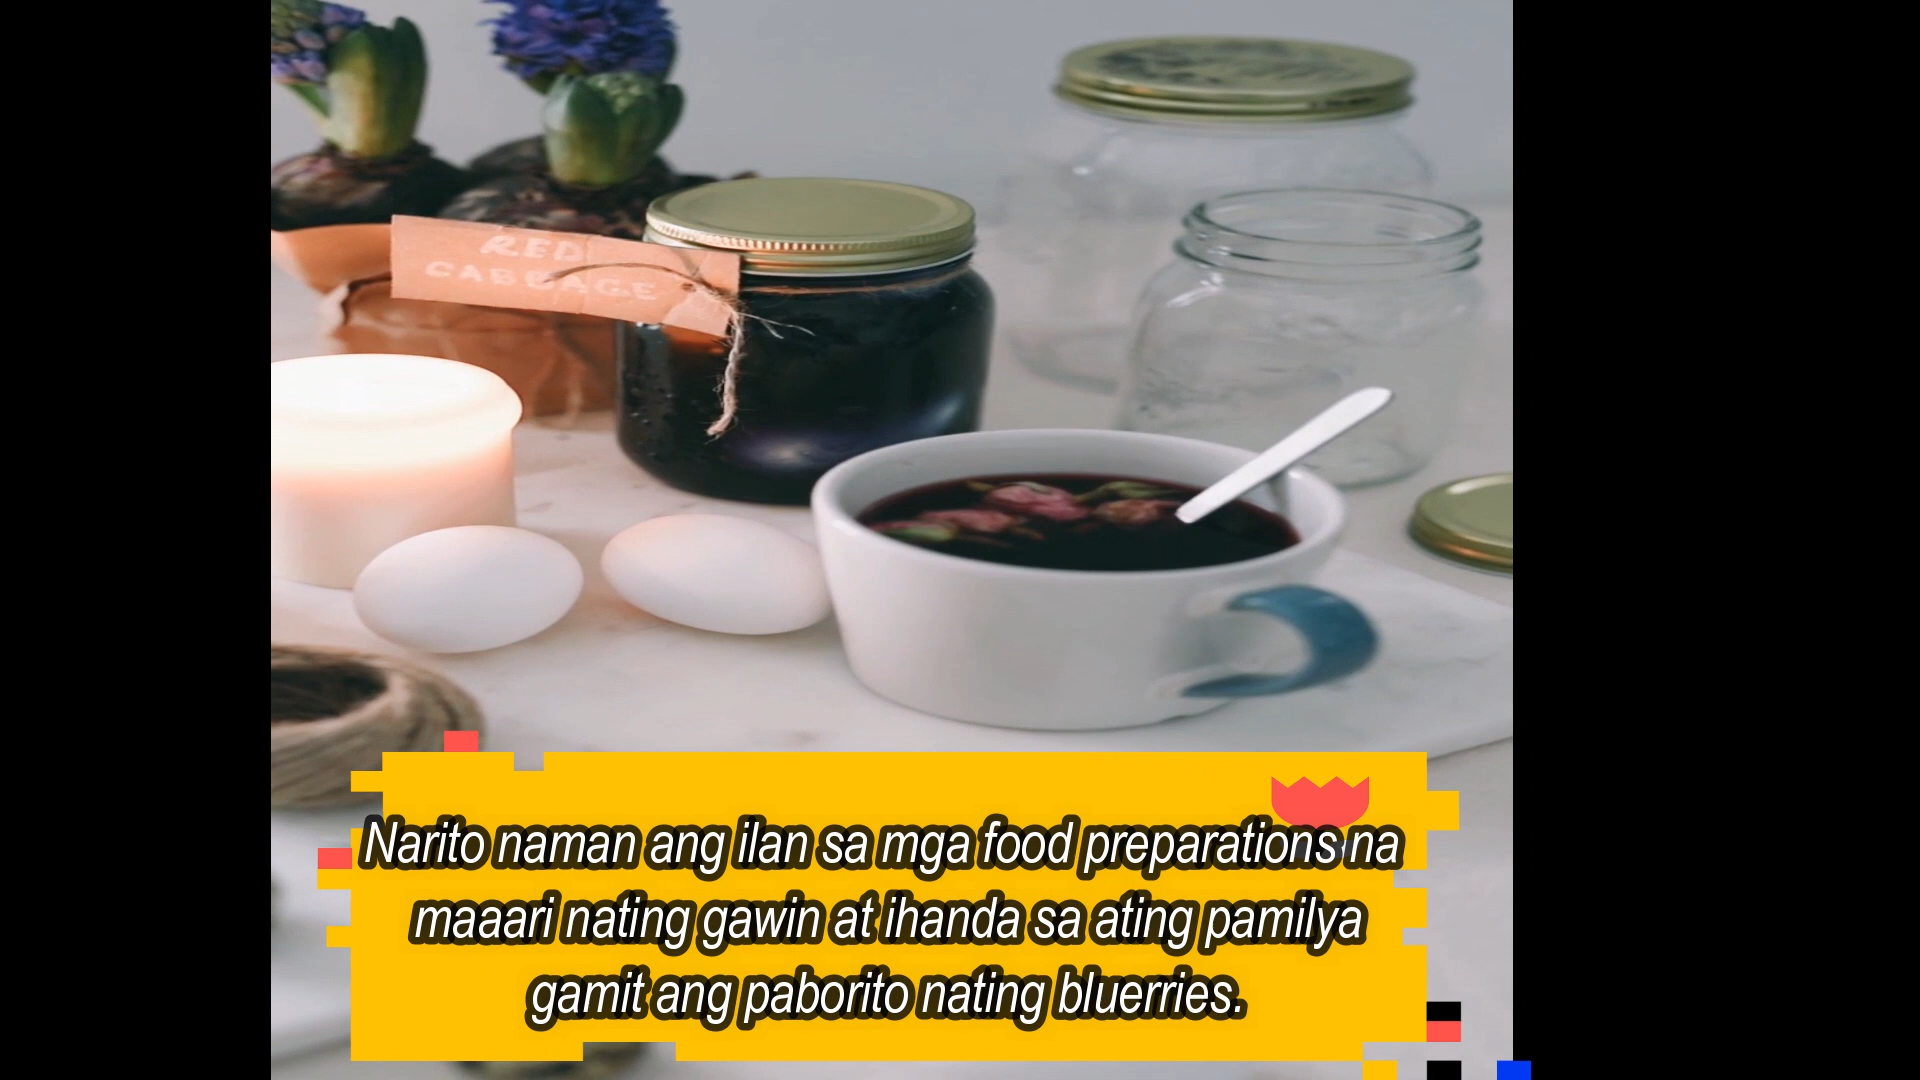 RED
CABBAGE
Narito naman ang ilan sa mga food preparations na
maaari nating gawin at ihanda sa ating pamilya
gamit ang paborito nating bluerries.